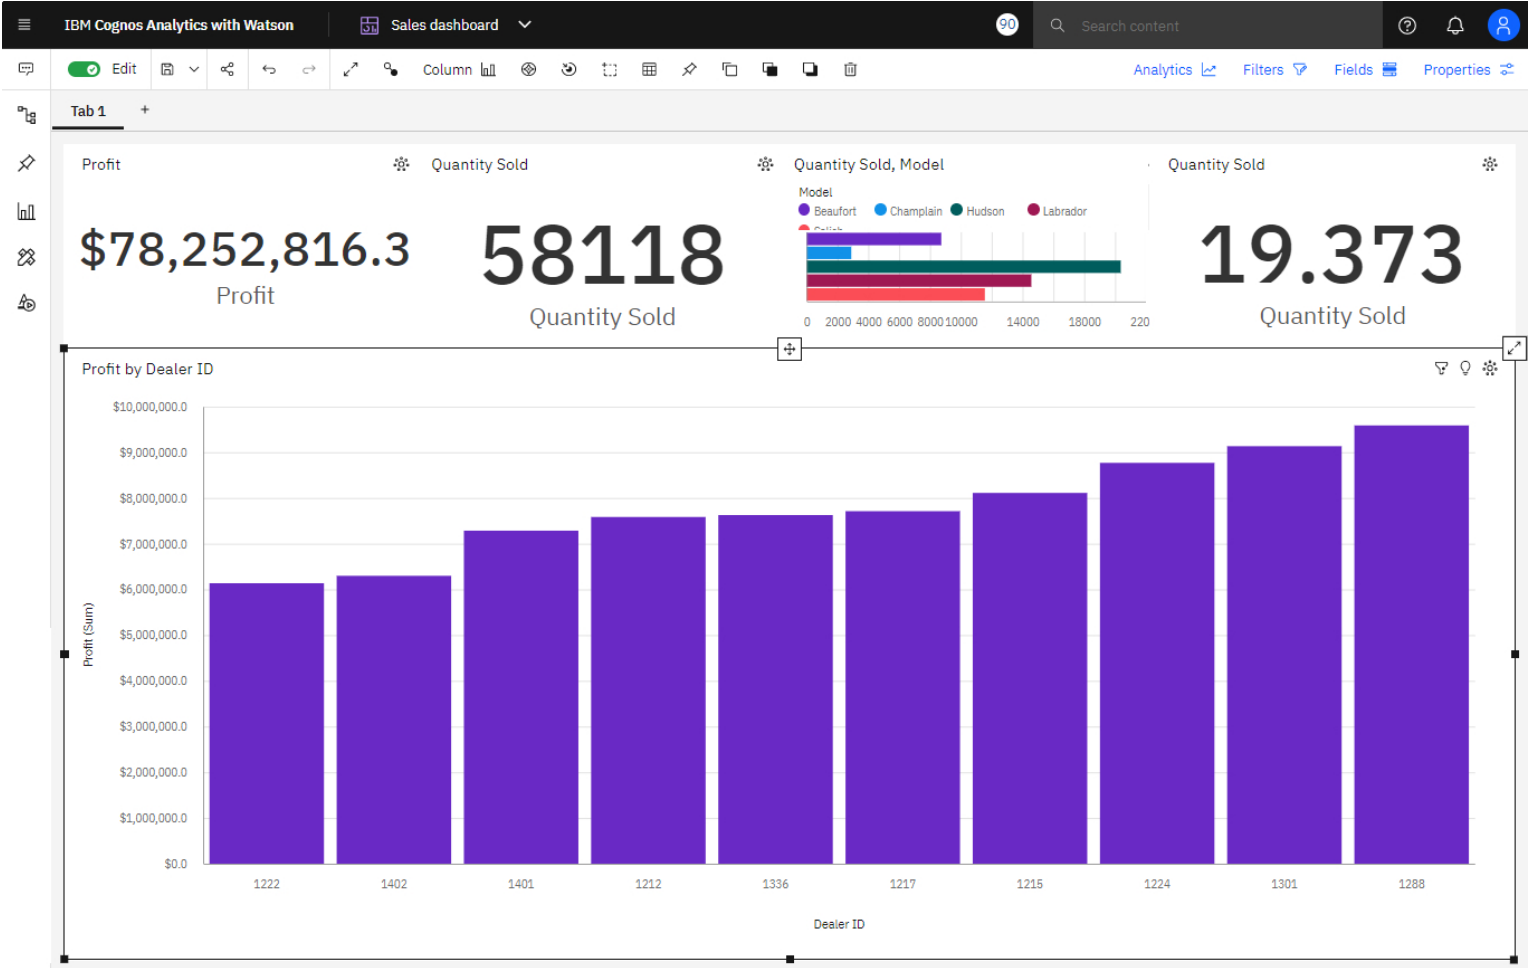 IBM Cognos Analytics with Watson
Sales dashboard
90
Search content
Edit
Column
Analytics
Filters
Fields
Properties
Tab 1
+
Profit
Quantity Sold
Quantity Sold, Model
Quantity Sold
Model
Beaufort Champlain Hudson Labrador
$78,252,816.3
Profit
58118
Quantity Sold
0 2000 4000 6000 8000 10000 14000 18000 220
19.373
Quantity Sold
Profit by Dealer ID
$10,000,000.0
$9,000,000.0
$8,000,000.0
$7,000,000.0
$6,000,000.0
$5,000,000.0
$4,000,000.0
$3,000,000.0
$2,000,000.0
$1,000,000.0
$0.0
Profit (Sum)
1222 1402 1401 1212 1336 1217 1215 1224 1301 1288
Dealer ID